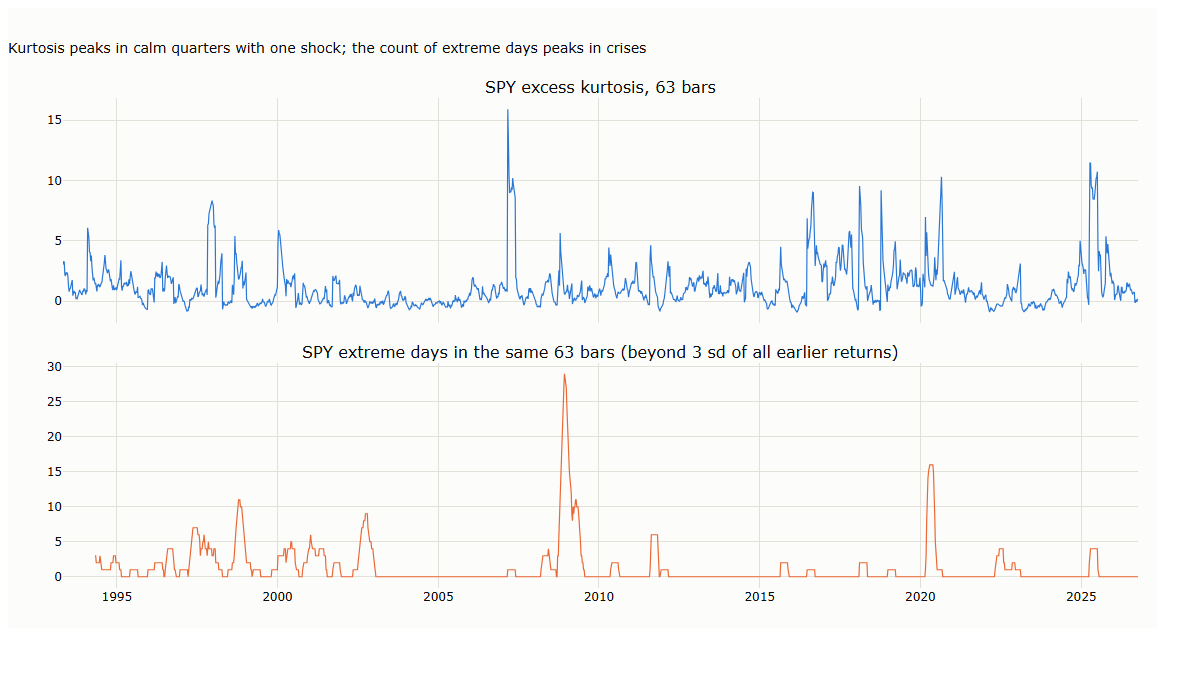 Kurtosis peaks in calm quarters with one shock; the count of extreme days peaks in crises
SPY excess kurtosis, 63 bars
15
10
5
0
SPY extreme days in the same 63 bars (beyond 3 sd of all earlier returns)
30
25
20
15
10
5
0
1995 2000 2005 2010 2015 2020 2025